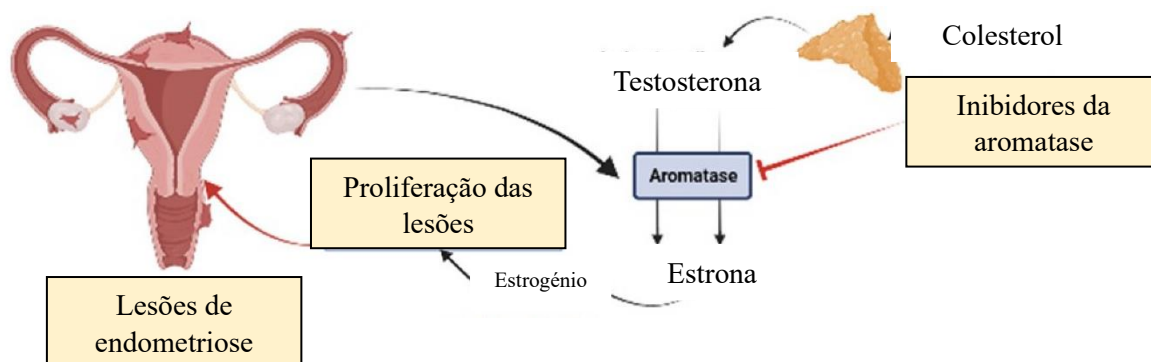 Colesterol
Testosterona
Inibidores da
aromatase
Aromatase
Proliferação das
lesões
Estrogénio
Estrona
Lesões de
endometriose